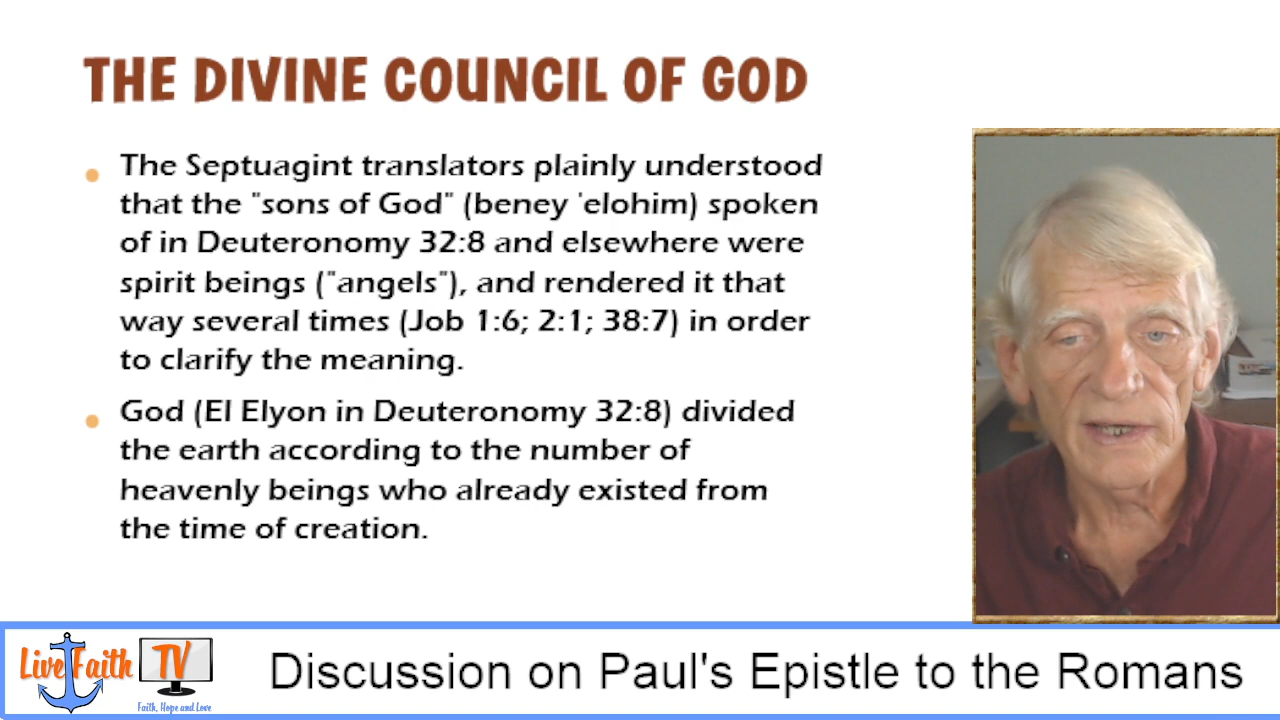 THE DIVINE COUNCIL OF GOD
The Septuagint translators plainly understood
that the "sons of God" (beney 'elohim) spoken
of in Deuteronomy 32:8 and elsewhere were
spirit beings ("angels"), and rendered it that
way several times (Job 1:6; 2:1; 38:7) in order
to clarify the meaning.
God (El Elyon in Deuteronomy 32:8) divided
the earth according to the number of
heavenly beings who already existed from
the time of creation.
Live Faith TV
Faith, Hope and Love
Discussion on Paul's Epistle to the Romans